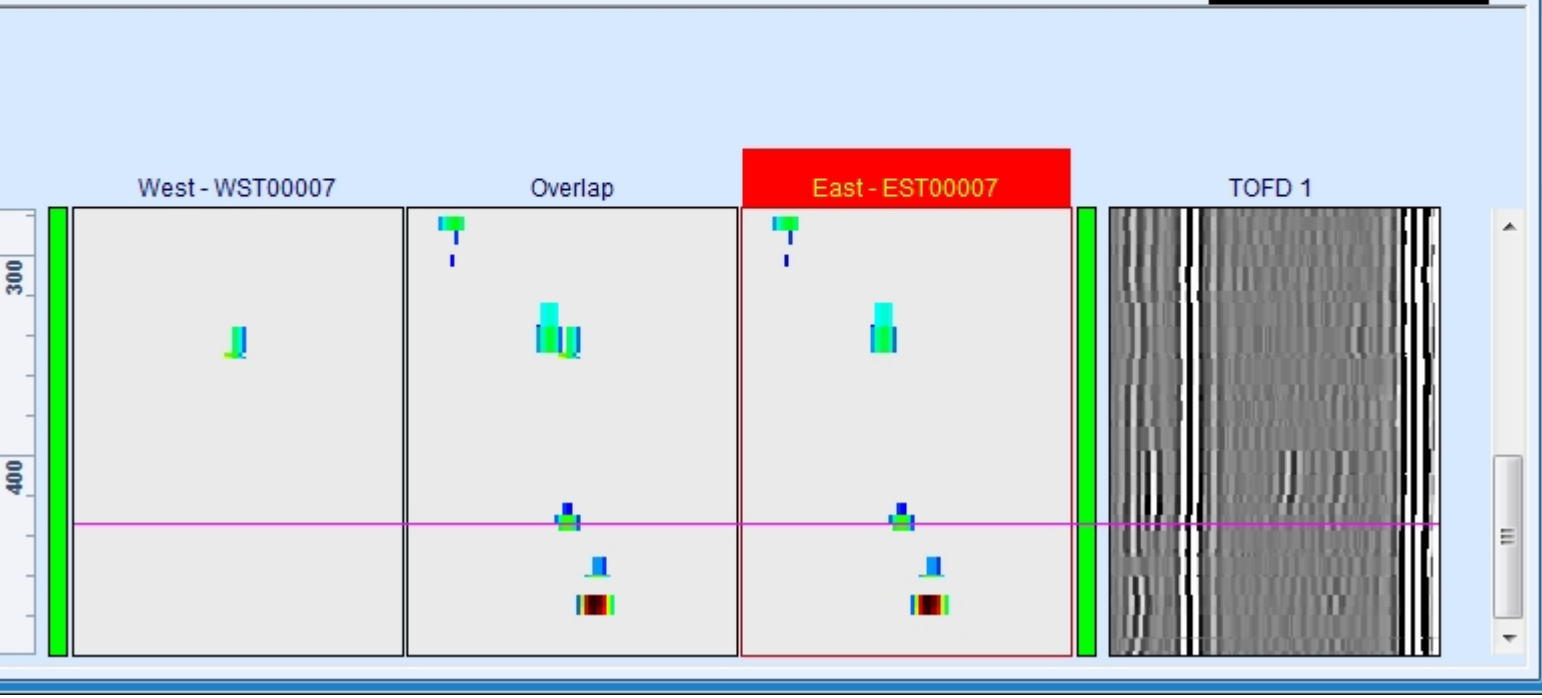 West - WST00007
Overlap
East - EST00007
TOFD 1
300
400